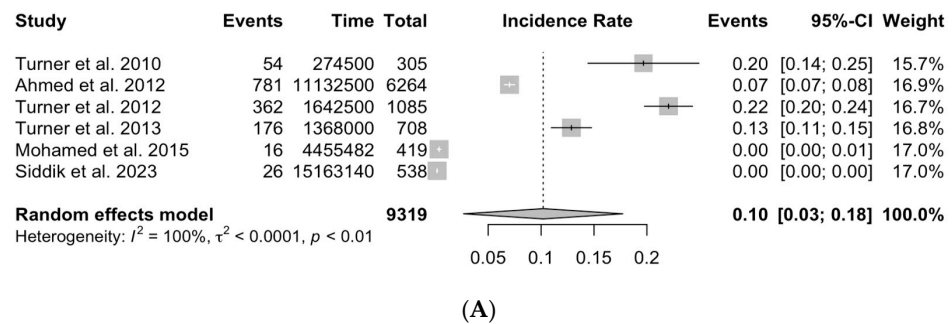 Study Events Time Total Incidence Rate Events 95%-CI Weight
Turner et al. 2010 54 274500 305 0.20 [0.14; 0.25] 15.7%
Ahmed et al. 2012 781 11132500 6264 0.07 [0.07; 0.08] 16.9%
Turner et al. 2012 362 1642500 1085 0.22 [0.20; 0.24] 16.7%
Turner et al. 2013 176 1368000 708 0.13 [0.11; 0.15] 16.8%
Mohamed et al. 2015 16 4455482 419 0.00 [0.00; 0.01] 17.0%
Siddik et al. 2023 26 15163140 538 0.00 [0.00; 0.00] 17.0%
Random effects model 9319 0.10 [0.03; 0.18] 100.0%
Heterogeneity: I² = 100%, τ² < 0.0001, p < 0.01
0.05 0.1 0.15 0.2
(A)